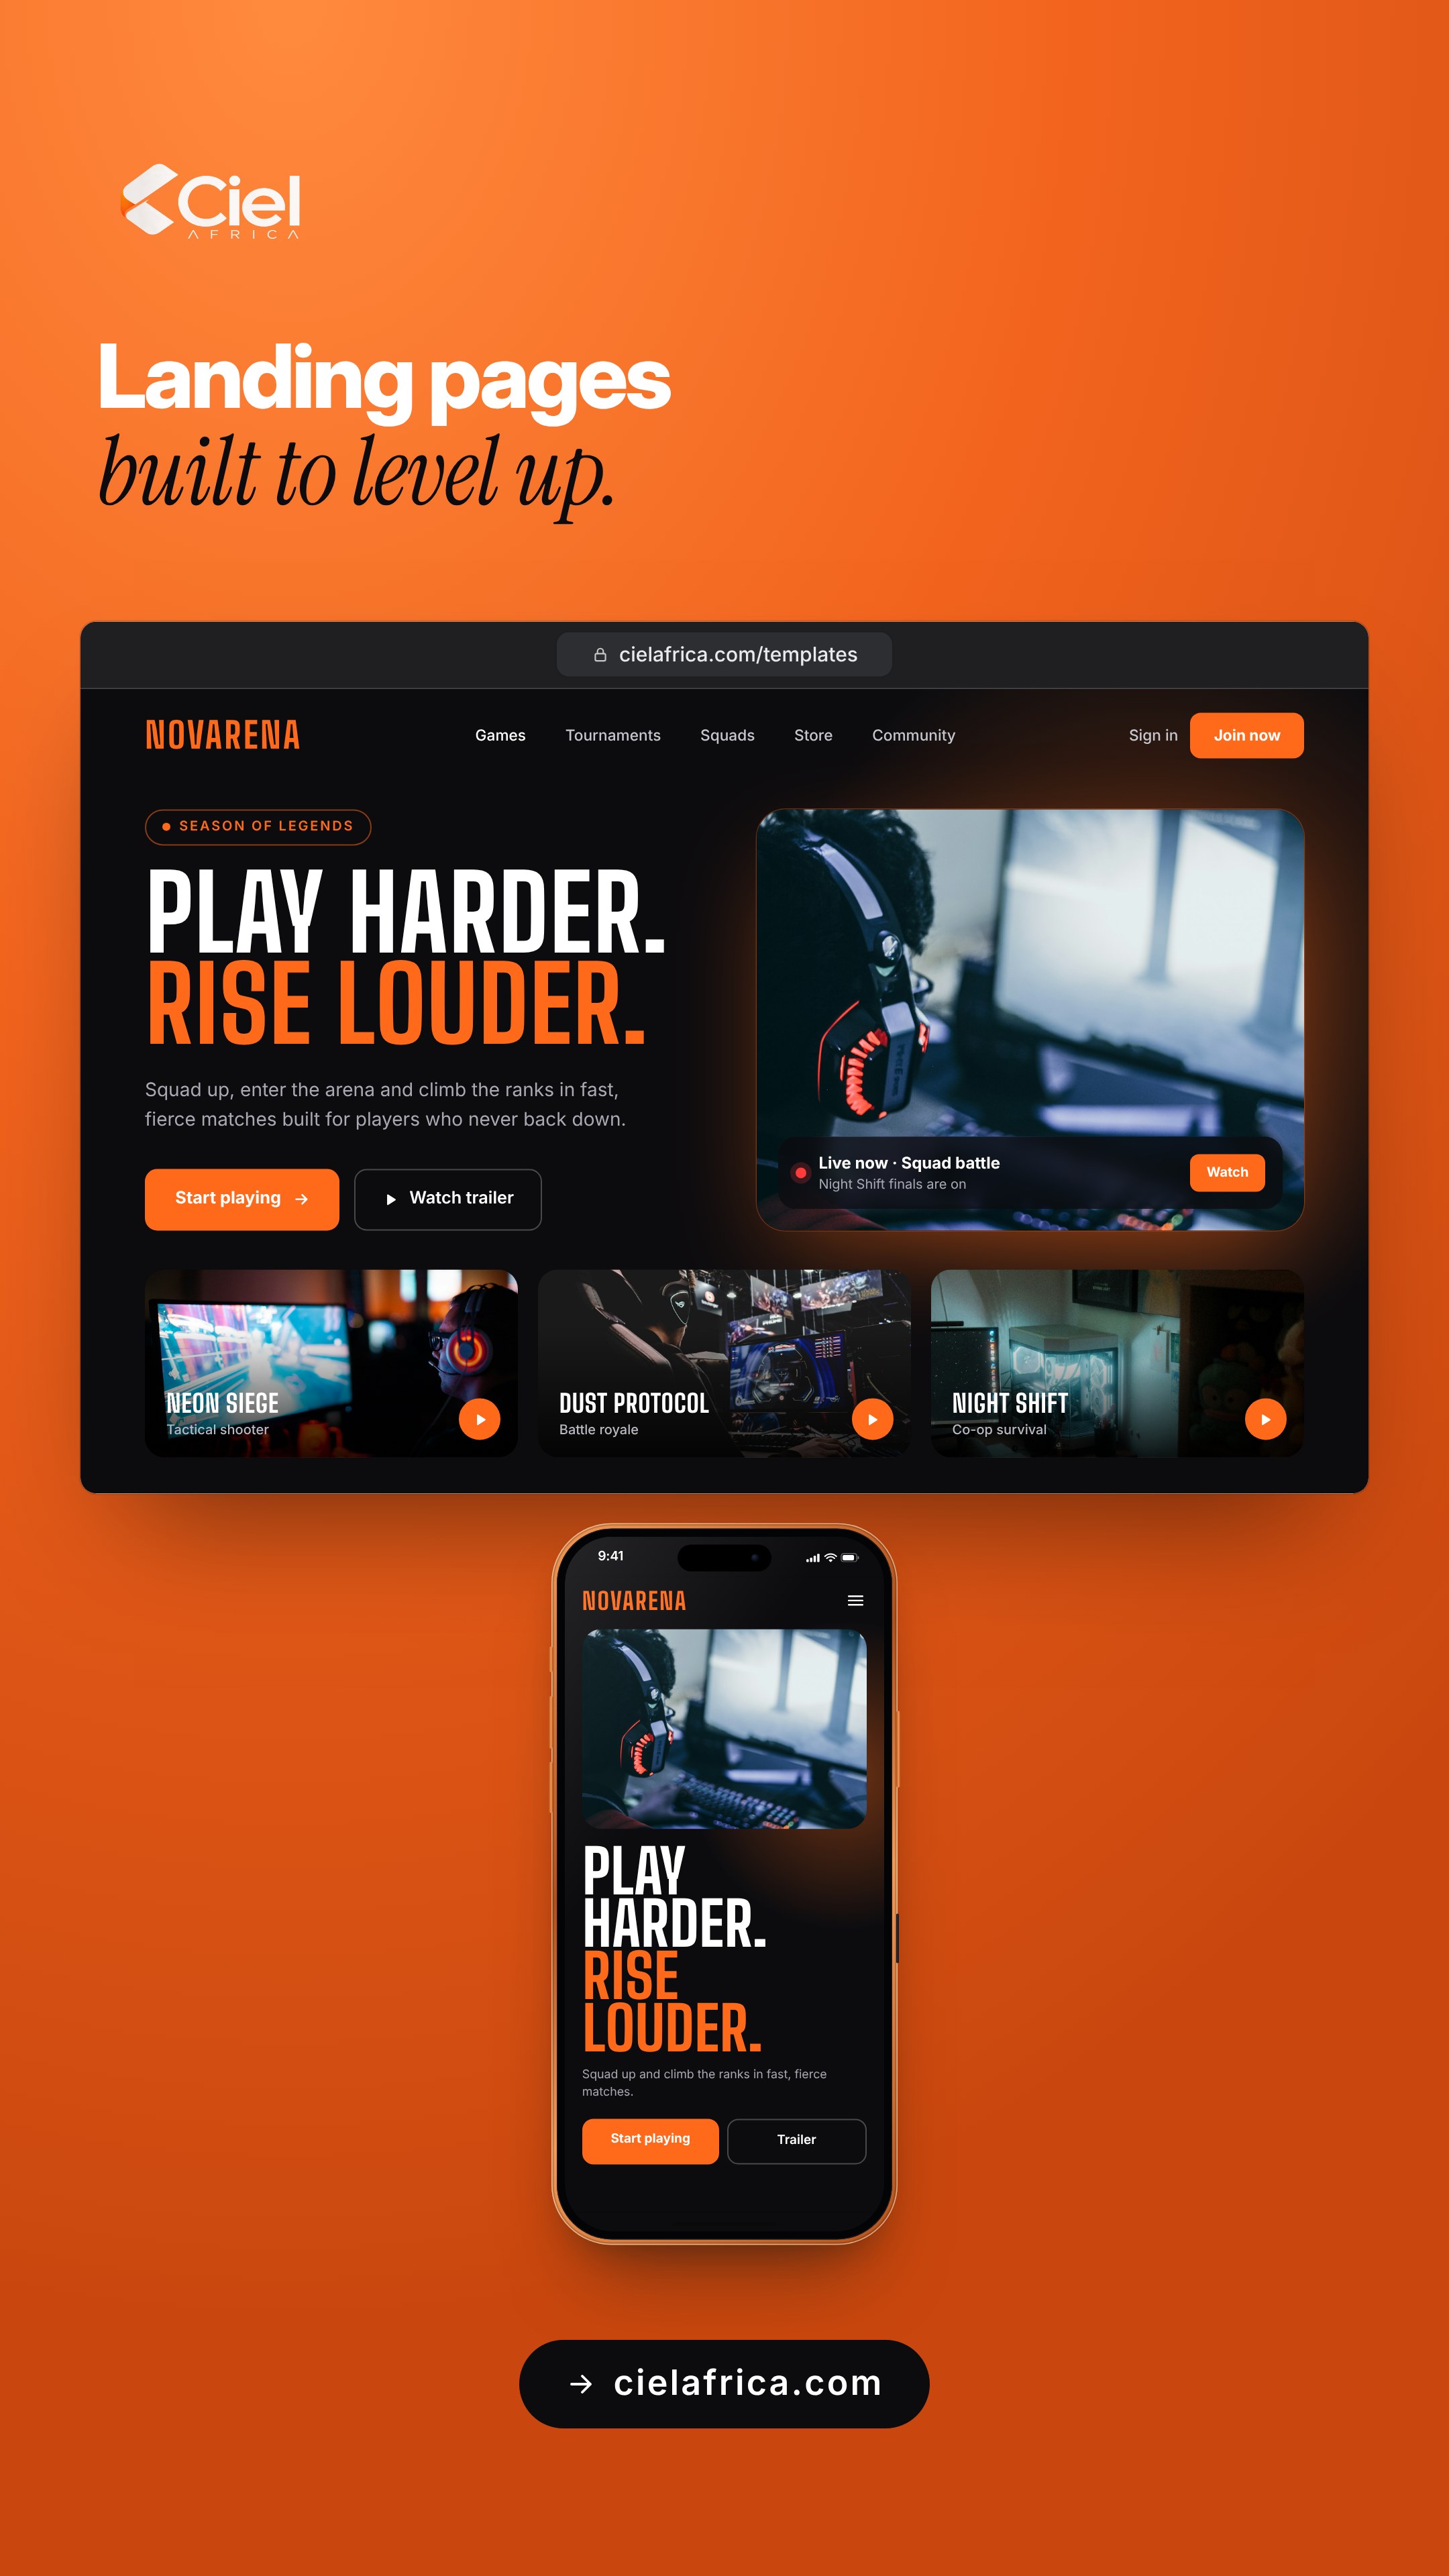 Ciel
AFRICA
Landing pages
built to level up.
cielafrica.com/templates
NOVARENA
Games
Tournaments
Squads
Store
Community
Sign in
Join now
SEASON OF LEGENDS
PLAY HARDER.
RISE LOUDER.
Squad up, enter the arena and climb the ranks in fast,
fierce matches built for players who never back down.
Start playing →
Watch trailer
Live now · Squad battle
Night Shift finals are on
Watch
NEON SIEGE
Tactical shooter
DUST PROTOCOL
Battle royale
NIGHT SHIFT
Co-op survival
9:41
NOVARENA
PLAY
HARDER.
RISE
LOUDER.
Squad up and climb the ranks in fast, fierce
matches.
Start playing
Trailer
→ cielafrica.com